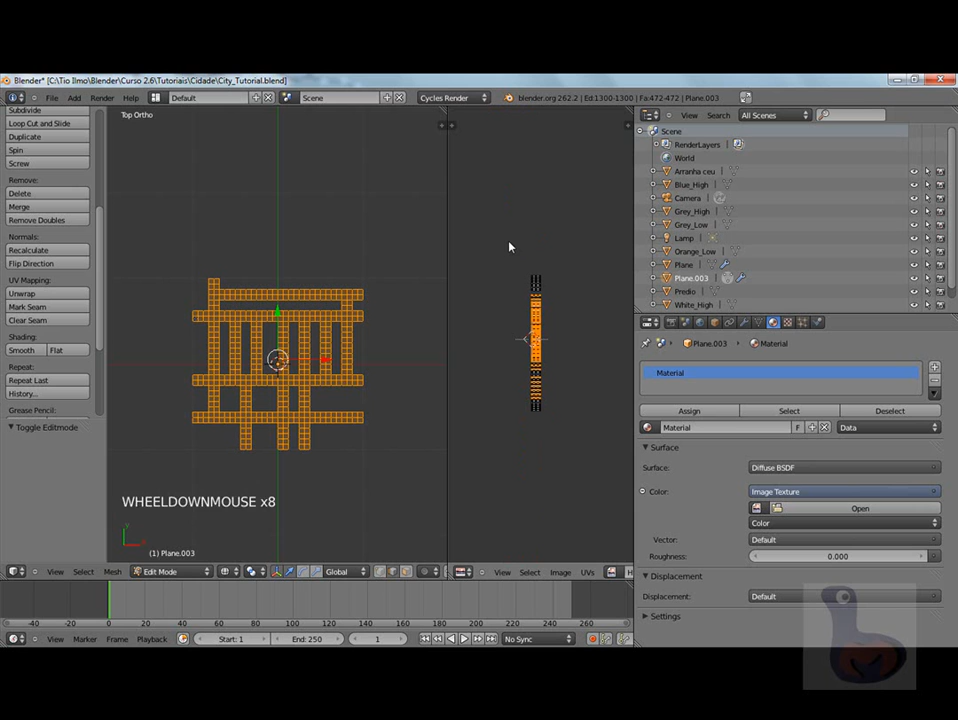 Blender* [C:\Tio Ilmo\Blender\Curso 2.6\Tutoriais\Cidade\City_Tutorial.blend]
File Add Render Help Default Scene Cycles Render blender.org 262.2 | Ed:1300-1300 | Fa:472-472 | Plane.003
Subdivide
Loop Cut and Slide
Duplicate
Spin
Screw
Remove:
Delete
Merge
Remove Doubles
Normals:
Recalculate
Flip Direction
UV Mapping:
Unwrap
Mark Seam
Clear Seam
Shading:
Smooth Flat
Repeat:
Repeat Last
History...
Grease Pencil:
Toggle Editmode
Top Ortho
WHEELDOWNMOUSE x8
(1) Plane.003
View Select Mesh Edit Mode Global
View Select Image UVs
View Search All Scenes
Scene
RenderLayers
World
Arranha ceu
Blue_High
Camera
Grey_High
Grey_Low
Lamp
Orange_Low
Plane
Plane.003
Predio
White_High
Plane.003 Material
Material
Assign Select Deselect
Material F Data
Surface
Surface: Diffuse BSDF
Color: Image Texture
Open
Color
Vector: Default
Roughness: 0.000
Displacement
Displacement: Default
Settings
-40 -20 0 20 40 60 80 100 120 140 160 180 200 220 240 260
View Marker Frame Playback Start: 1 End: 250 1 No Sync